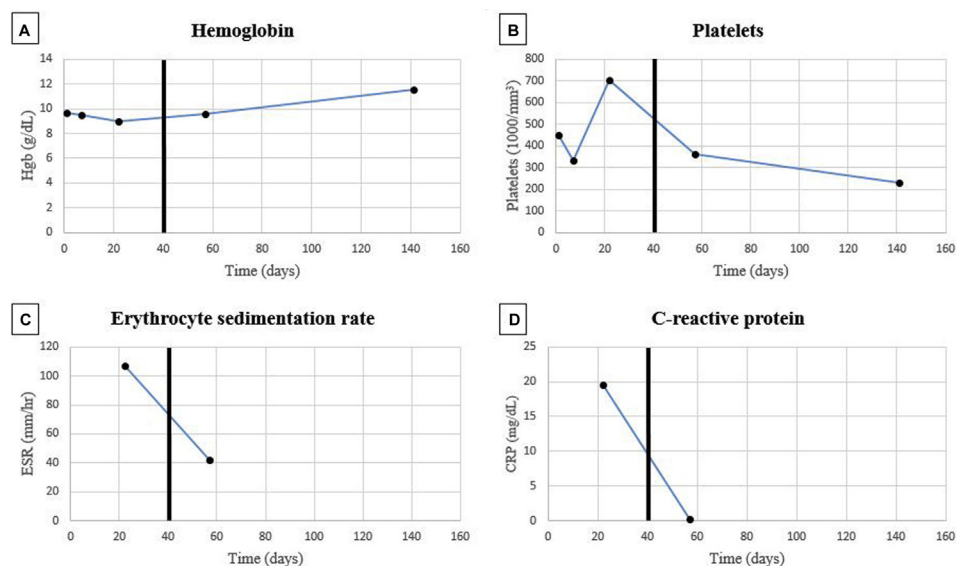 A
Hemoglobin
Hgb (g/dL)
14
12
10
8
6
4
2
0
0 20 40 60 80 100 120 140 160
Time (days)
B
Platelets
Platelets (1000/mm³)
800
700
600
500
400
300
200
100
0
0 20 40 60 80 100 120 140 160
Time (days)
C
Erythrocyte sedimentation rate
ESR (mm/hr)
120
100
80
60
40
20
0
0 20 40 60 80 100 120 140 160
Time (days)
D
C-reactive protein
CRP (mg/dL)
25
20
15
10
5
0
0 20 40 60 80 100 120 140 160
Time (days)